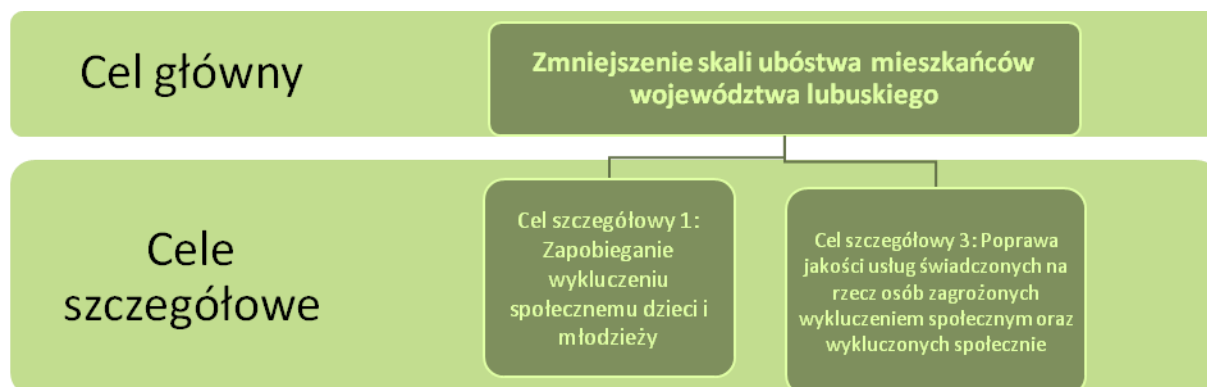 Cel główny
Zmniejszenie skali ubóstwa mieszkańców
województwa lubuskiego
Cele
szczegółowe
Cel szczegółowy 1:
Zapobieganie
wykluczeniu
społecznemu dzieci i
młodzieży
Cel szczegółowy 3: Poprawa
jakości usług świadczonych na
rzecz osób zagrożonych
wykluczeniem społecznym oraz
wykluczonych społecznie